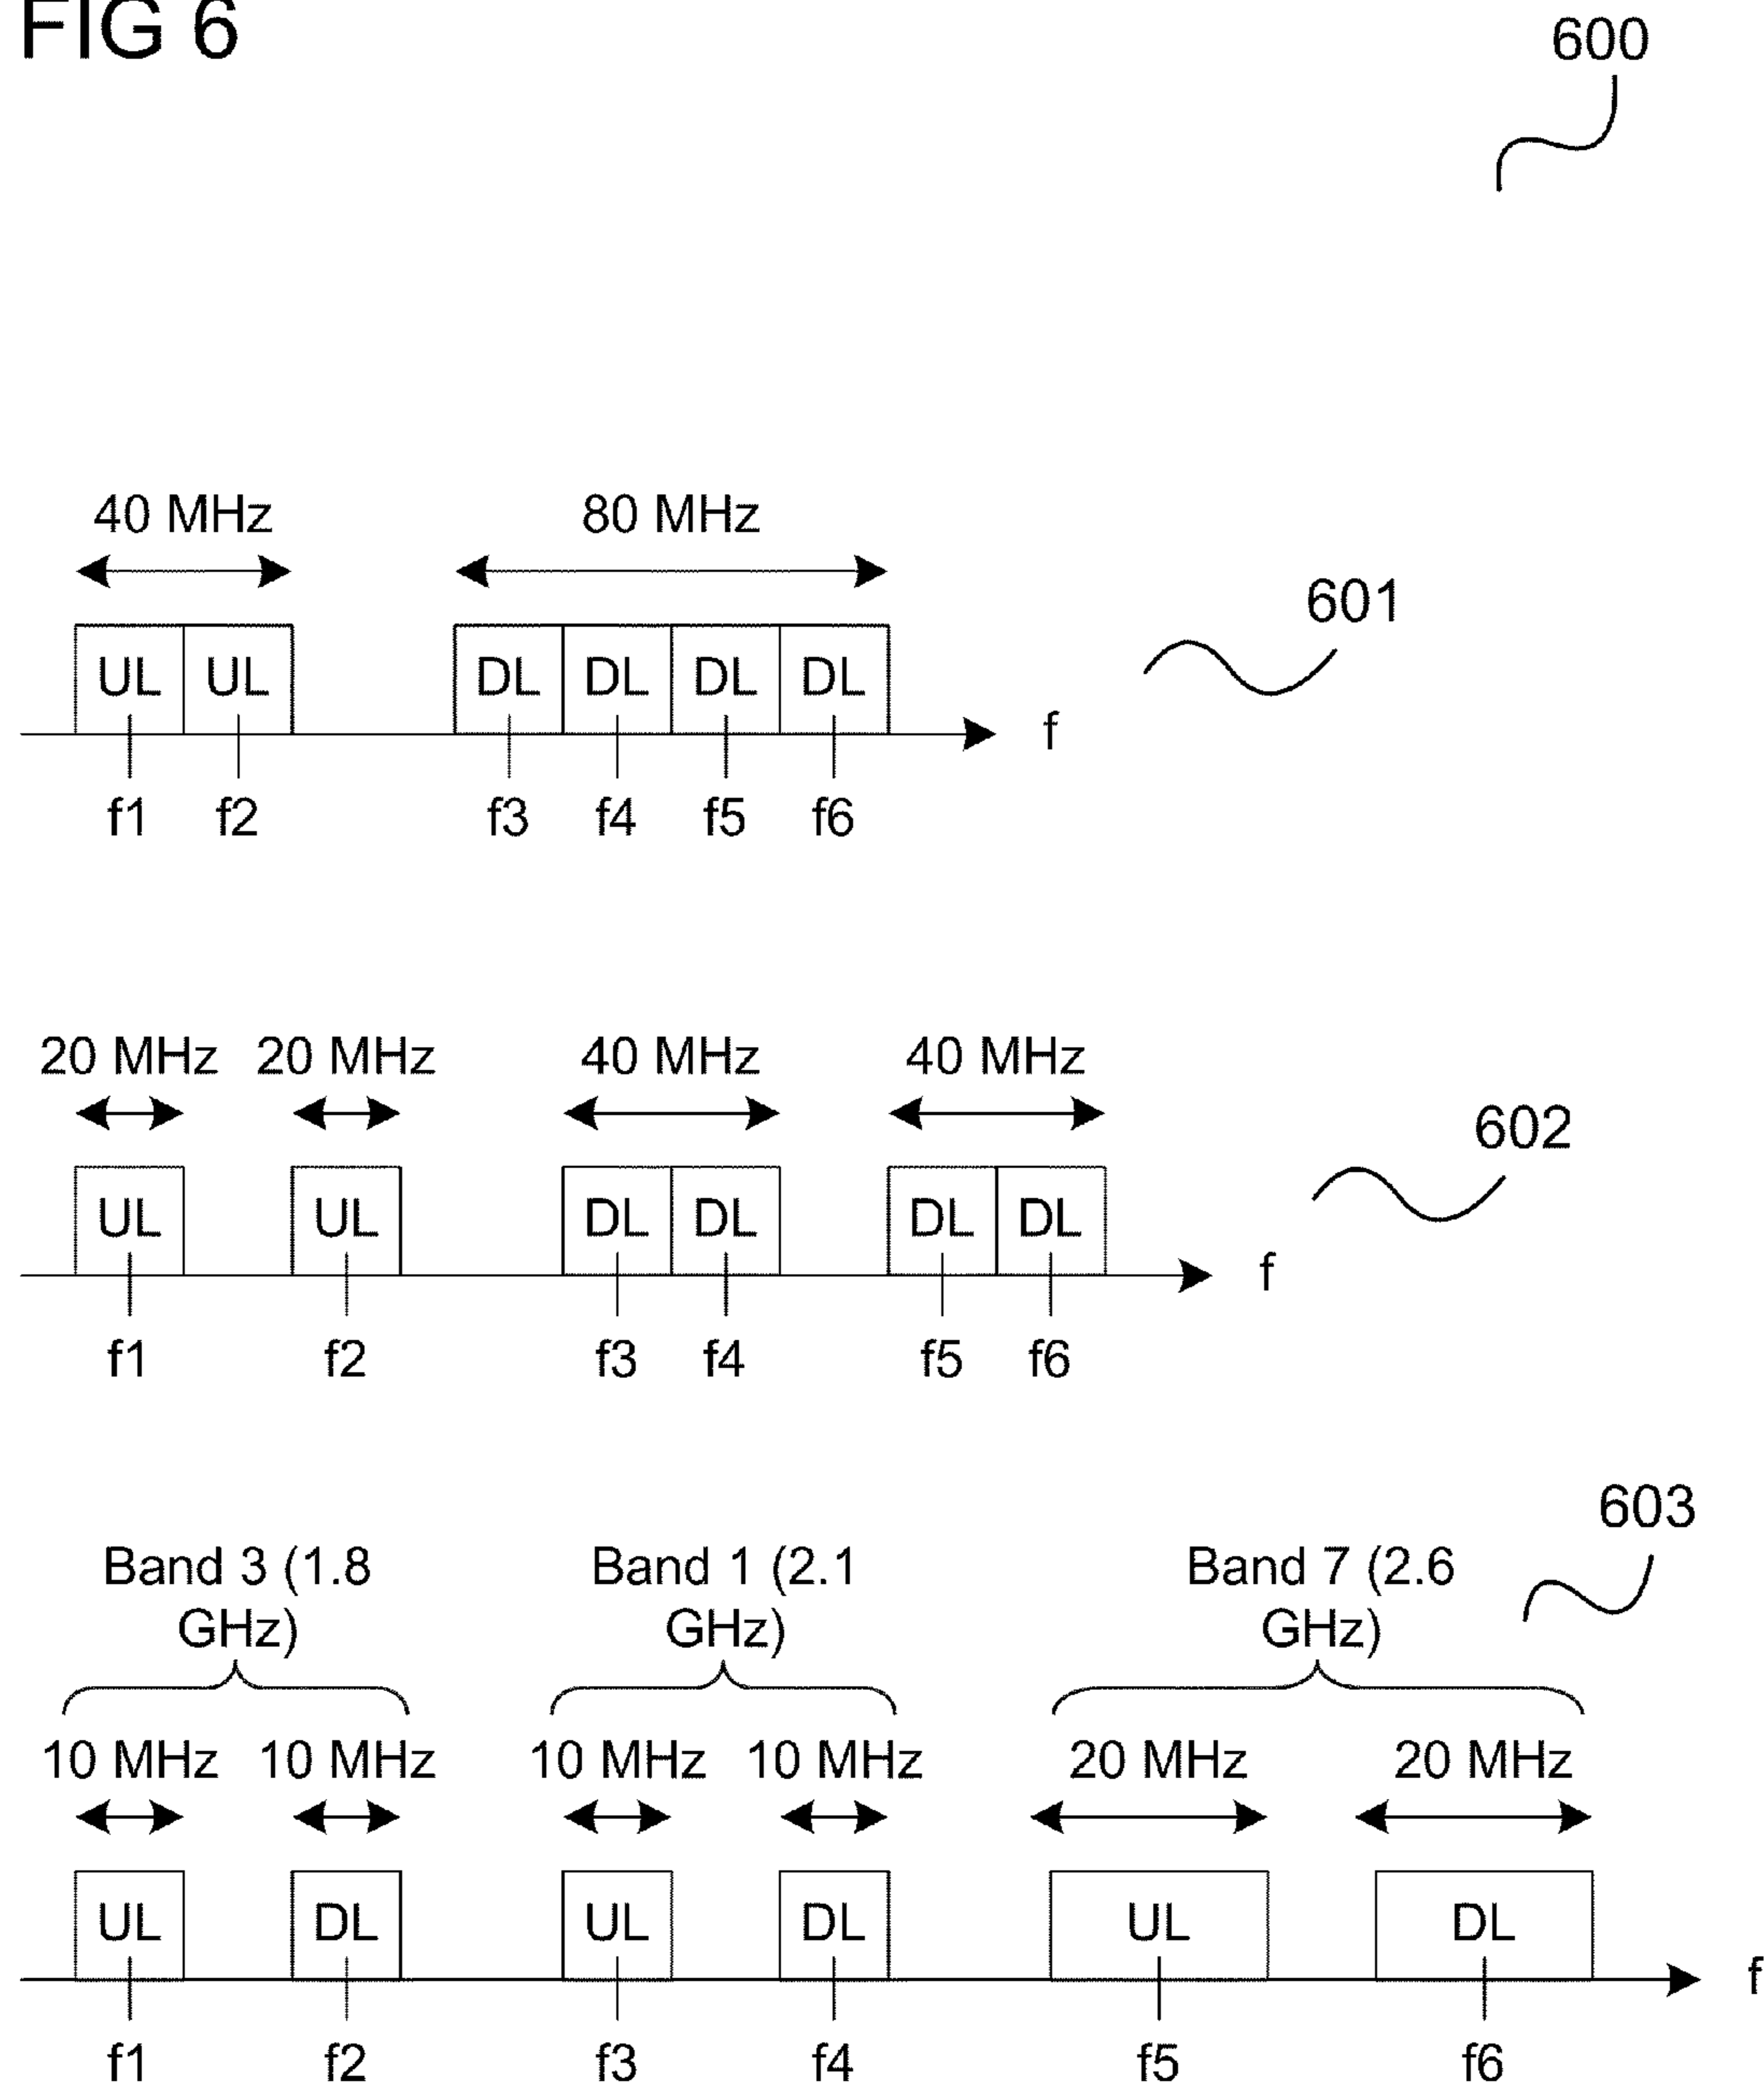 FIG 6
600
40 MHz 80 MHz
601
UL UL DL DL DL DL
f
f1 f2 f3 f4 f5 f6
20 MHz 20 MHz 40 MHz 40 MHz
602
UL UL DL DL DL DL
f
f1 f2 f3 f4 f5 f6
603
Band 3 (1.8 GHz)
Band 1 (2.1 GHz)
Band 7 (2.6 GHz)
10 MHz 10 MHz 10 MHz 10 MHz 20 MHz 20 MHz
UL DL UL DL UL DL
f
f1 f2 f3 f4 f5 f6